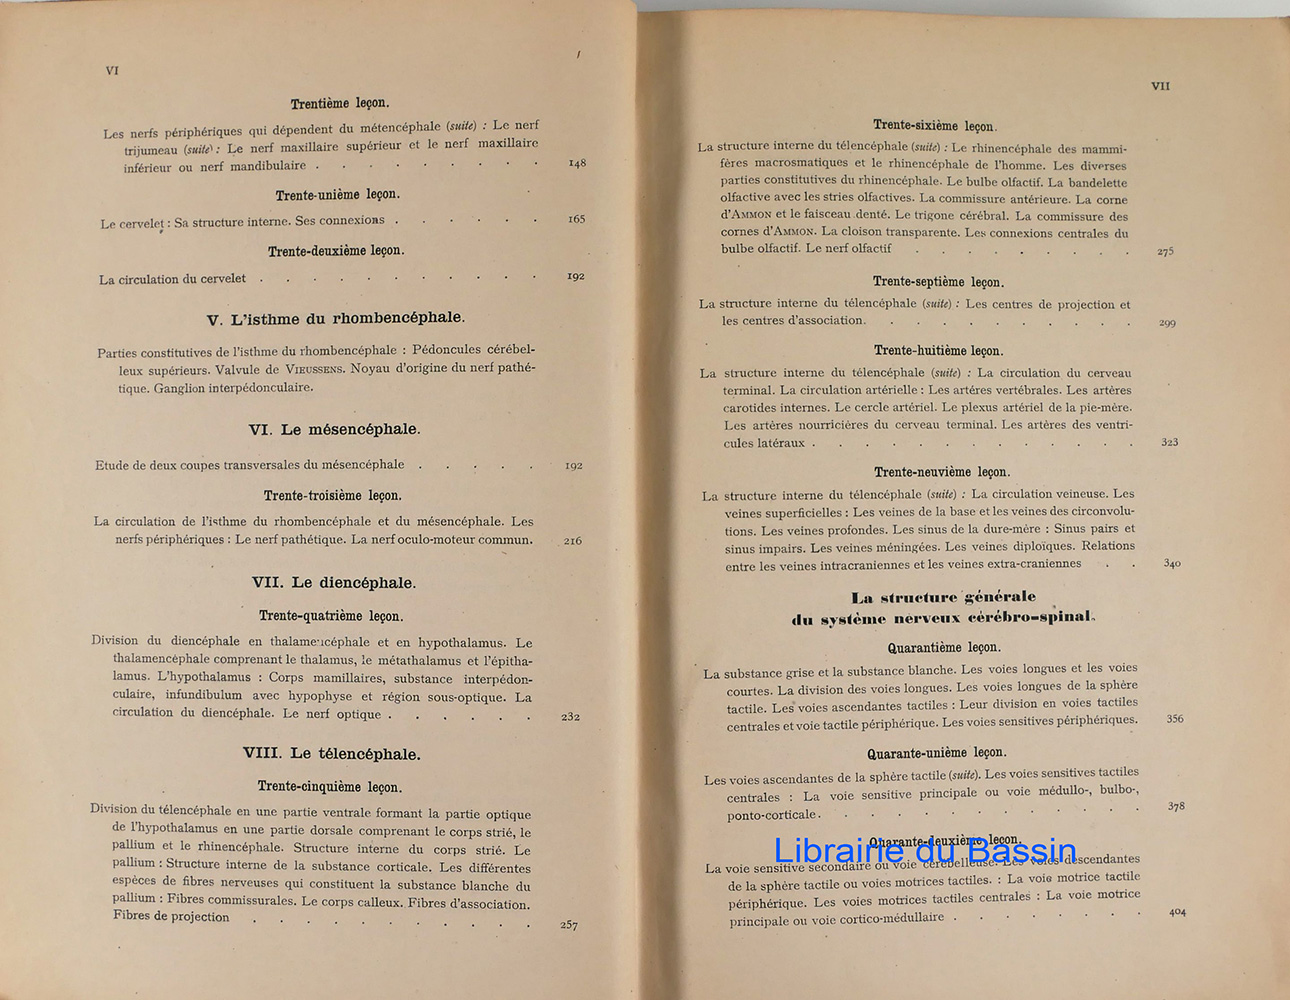 VI
Trentième leçon.
Les nerfs périphériques qui dépendent du métencéphale (suite) : Le nerf
trijumeau (suite) : Le nerf maxillaire supérieur et le nerf maxillaire
inférieur ou nerf mandibulaire . . . . . . . . 148
Trente-unième leçon.
Le cervelet : Sa structure interne. Ses connexions . . . . . . 165
Trente-deuxième leçon.
La circulation du cervelet . . . . . . . . . . . 192
V. L'isthme du rhombencéphale.
Parties constitutives de l'isthme du rhombencéphale : Pédoncules cérébel-
leux supérieurs. Valvule de VIEUSSENS. Noyau d'origine du nerf pathé-
tique. Ganglion interpédonculaire.
VI. Le mésencéphale.
Etude de deux coupes transversales du mésencéphale . . . . . 192
Trente-troisième leçon.
La circulation de l'isthme du rhombencéphale et du mésencéphale. Les
nerfs périphériques : Le nerf pathétique. La nerf oculo-moteur commun. 216
VII. Le diencéphale.
Trente-quatrième leçon.
Division du diencéphale en thalamencéphale et en hypothalamus. Le
thalamencéphale comprenant le thalamus, le métathalamus et l'épitha-
lamus. L'hypothalamus : Corps mamillaires, substance interpédon-
culaire, infundibulum avec hypophyse et région sous-optique. La
circulation du diencéphale. Le nerf optique . . . . . . 232
VIII. Le télencéphale.
Trente-cinquième leçon.
Division du télencéphale en une partie ventrale formant la partie optique
de l'hypothalamus en une partie dorsale comprenant le corps strié, le
pallium et le rhinencéphale. Structure interne du corps strié. Le
pallium : Structure interne de la substance corticale. Les différentes
espèces de fibres nerveuses qui constituent la substance blanche du
pallium : Fibres commissurales. Le corps calleux. Fibres d'association.
Fibres de projection . . . . . . . . . . . 257
VII
Trente-sixième leçon.
La structure interne du télencéphale (suite) : Le rhinencéphale des mammi-
fères macrosmatiques et le rhinencéphale de l'homme. Les diverses
parties constitutives du rhinencéphale. Le bulbe olfactif. La bandelette
olfactive avec les stries olfactives. La commissure antérieure. La corne
d'AMMON et le faisceau denté. Le trigone cérébral. La commissure des
cornes d'AMMON. La cloison transparente. Les connexions centrales du
bulbe olfactif. Le nerf olfactif . . . . . . . . . 275
Trente-septième leçon.
La structure interne du télencéphale (suite) : Les centres de projection et
les centres d'association. . . . . . . . . . . 299
Trente-huitième leçon.
La structure interne du télencéphale (suite) : La circulation du cerveau
terminal. La circulation artérielle : Les artéres vertébrales. Les artères
carotides internes. Le cercle artériel. Le plexus artériel de la pie-mère.
Les artères nourricières du cerveau terminal. Les artères des ventri-
cules latéraux . . . . . . . . . . . . . 323
Trente-neuvième leçon.
La structure interne du télencéphale (suite) : La circulation veineuse. Les
veines superficielles : Les veines de la base et les veines des circonvolu-
tions. Les veines profondes. Les sinus de la dure-mère : Sinus pairs et
sinus impairs. Les veines méningées. Les veines diploïques. Relations
entre les veines intracraniennes et les veines extra-craniennes . . 340
La structure générale
du système nerveux cérébro-spinal.
Quarantième leçon.
La substance grise et la substance blanche. Les voies longues et les voies
courtes. La division des voies longues. Les voies longues de la sphère
tactile. Les voies ascendantes tactiles : Leur division en voies tactiles
centrales et voie tactile périphérique. Les voies sensitives périphériques. 356
Quarante-unième leçon.
Les voies ascendantes de la sphère tactile (suite). Les voies sensitives tactiles
centrales : La voie sensitive principale ou voie médullo-, bulbo-,
ponto-corticale. . . . . . . . . . . . 378
Quarante-deuxième leçon.
Librairie du Bassin
La voie sensitive secondaire ou voie cérébelleuse. Les voies descendantes
de la sphère tactile ou voies motrices tactiles. : La voie motrice tactile
périphérique. Les voies motrices tactiles centrales : La voie motrice
principale ou voie cortico-médullaire . . . . . . . . 404